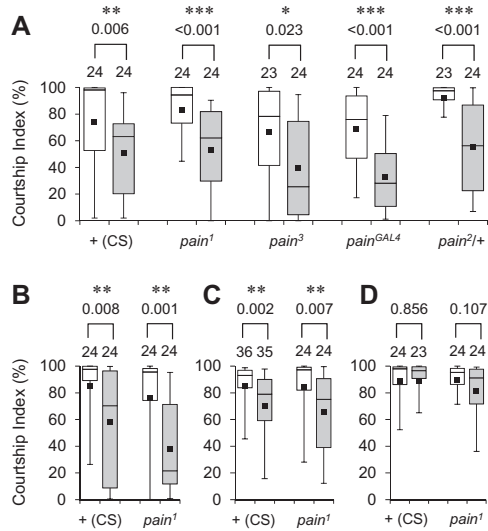 A
** *** * *** ***
0.006 <0.001 0.023 <0.001 <0.001
24 24 24 24 23 24 24 24 23 24
Courtship Index (%)
100
80
60
40
20
0
+ (CS) pain¹ pain³ painᴳᴬᴸ⁴ pain²/+
B C D
** ** ** **
0.008 0.001 0.002 0.007 0.856 0.107
24 24 24 24 36 35 24 24 24 23 24 24
Courtship Index (%)
100 100 100
80 80 80
60 60 60
40 40 40
20 20 20
0 0 0
+ (CS) pain¹ + (CS) pain¹ + (CS) pain¹